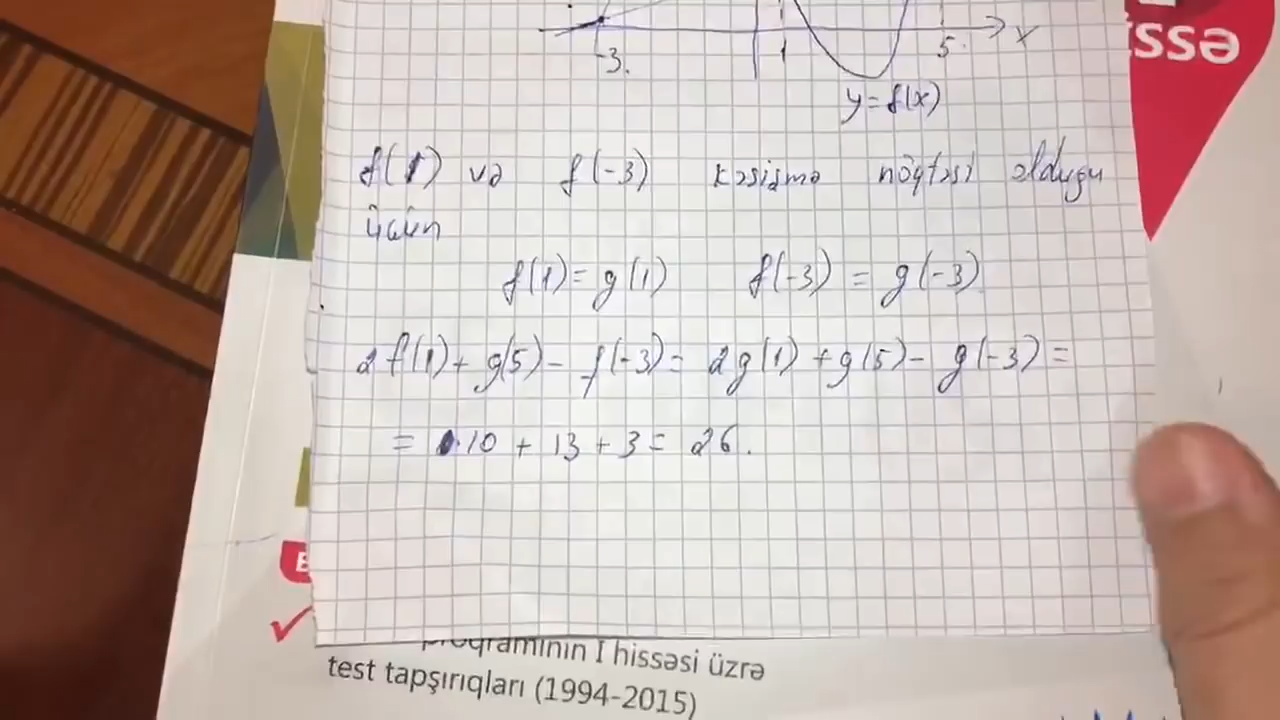 -3. 1 5. x
ssə
y=f(x)
f(1) və f(-3) kəsişmə nöqtəsi olduğu
üçün
f(1)=g(1) f(-3) = g(-3)
2f(1)+g(5)-f(-3)= 2g(1)+g(5)-g(-3)=
= 10 + 13 + 3 = 26.
proqramının I hissəsi üzrə
test tapşırıqları (1994-2015)